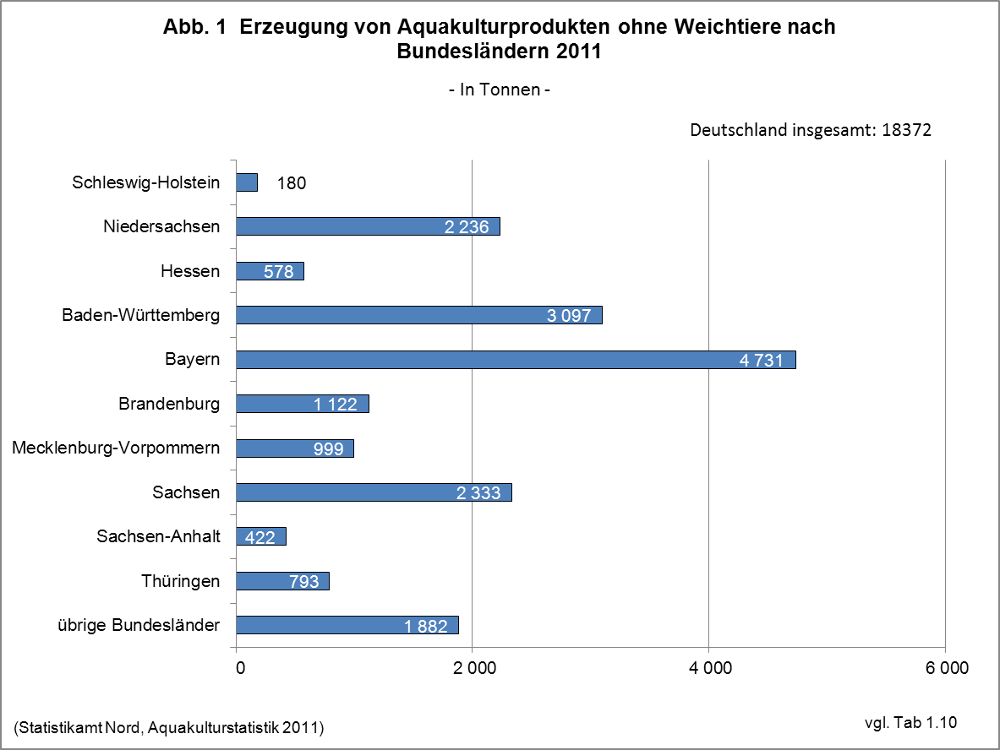 Abb. 1  Erzeugung von Aquakulturprodukten ohne Weichtiere nach
Bundesländern 2011
- In Tonnen -
Deutschland insgesamt: 18372
Schleswig-Holstein 180
Niedersachsen 2 236
Hessen 578
Baden-Württemberg 3 097
Bayern 4 731
Brandenburg 1 122
Mecklenburg-Vorpommern 999
Sachsen 2 333
Sachsen-Anhalt 422
Thüringen 793
übrige Bundesländer 1 882
0 2 000 4 000 6 000
(Statistikamt Nord, Aquakulturstatistik 2011) vgl. Tab 1.10